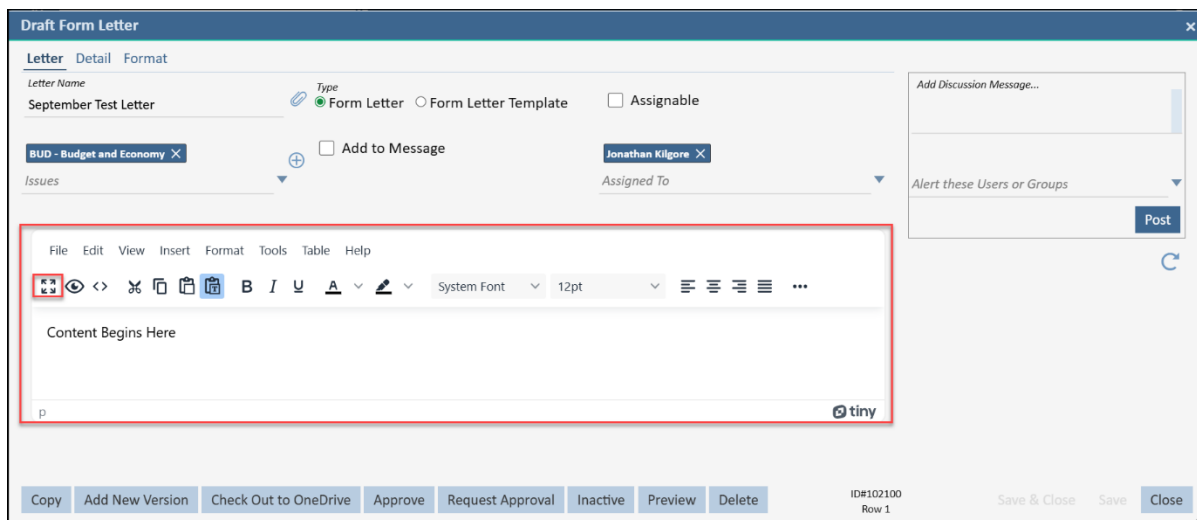 Draft Form Letter
Letter Detail Format
Letter Name
September Test Letter
Type
Form Letter Form Letter Template
Assignable
Add Discussion Message...
BUD - Budget and Economy
Add to Message
Jonathan Kilgore
Issues
Assigned To
Alert these Users or Groups
Post
File Edit View Insert Format Tools Table Help
B I U A System Font 12pt
Content Begins Here
p tiny
Copy Add New Version Check Out to OneDrive Approve Request Approval Inactive Preview Delete
ID#102100
Row 1
Save & Close Save Close